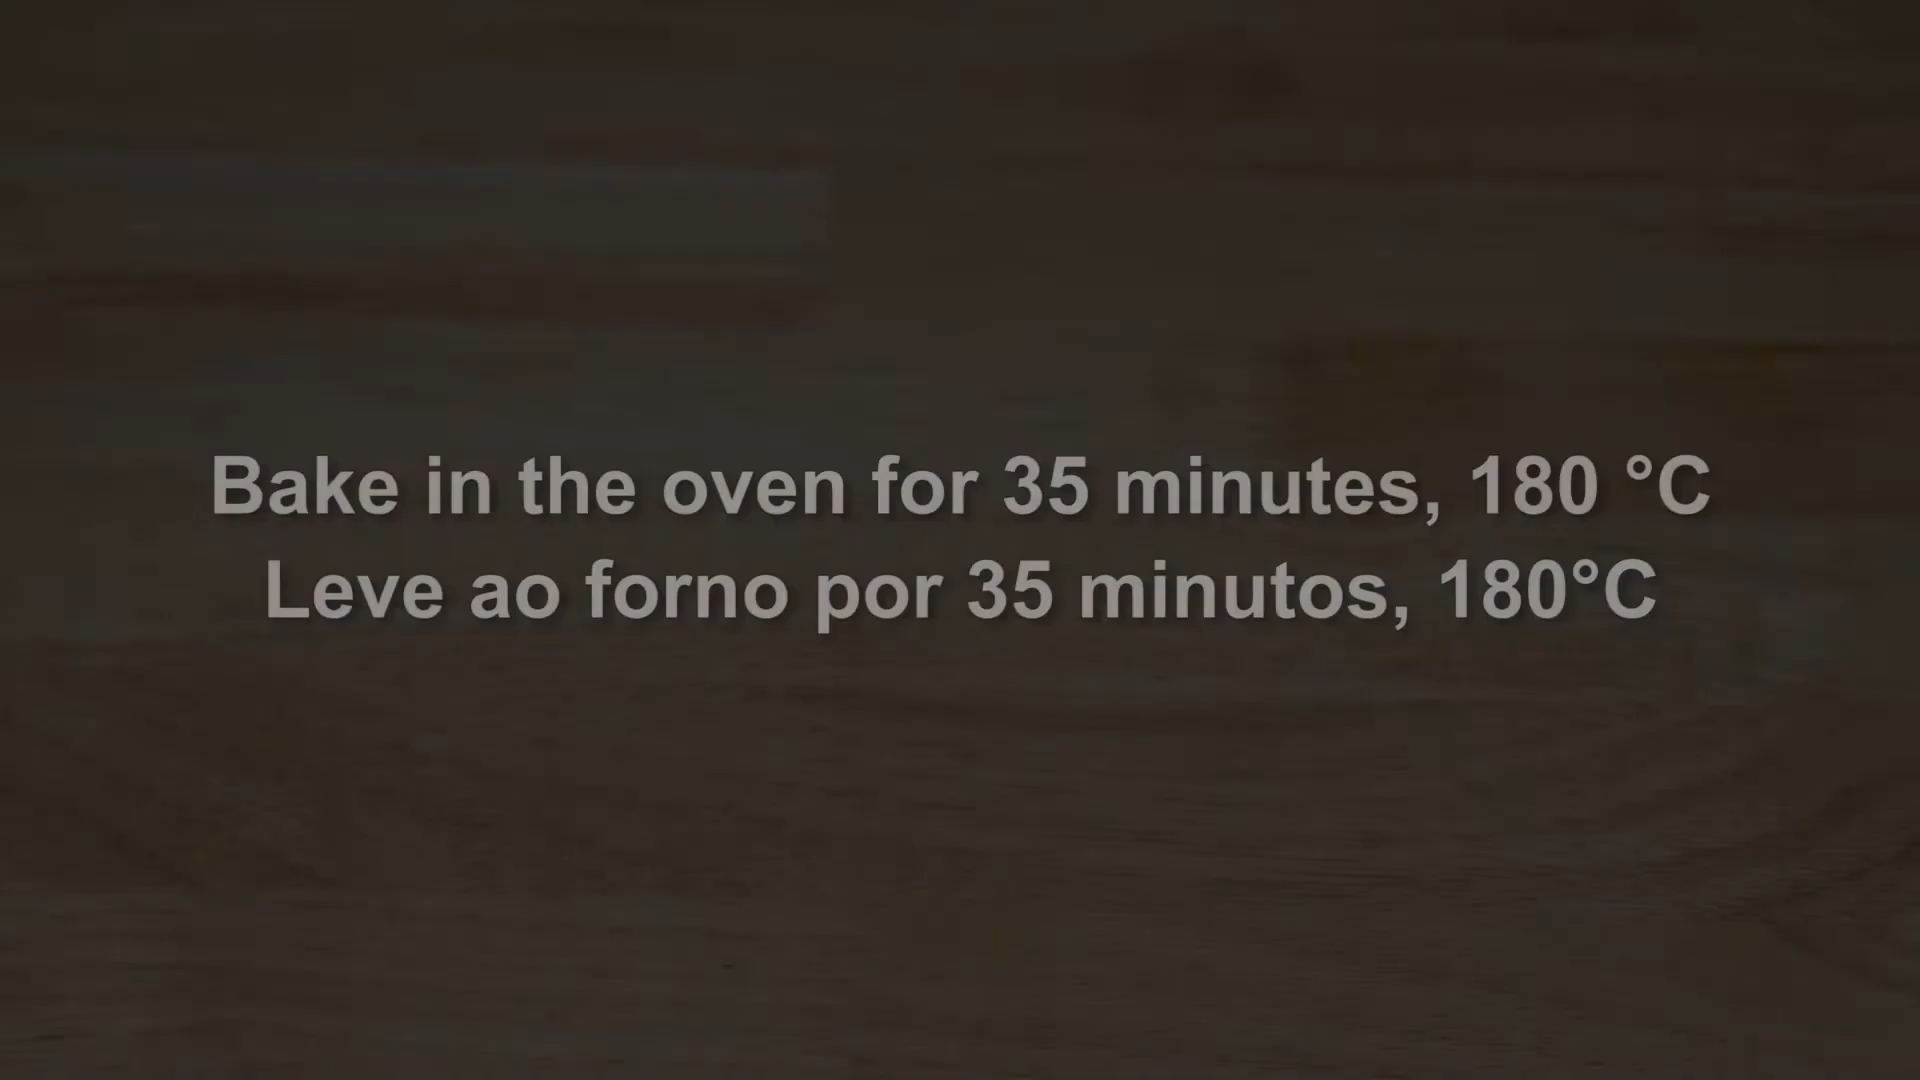 Bake in the oven for 35 minutes, 180 °C
Leve ao forno por 35 minutos, 180°C